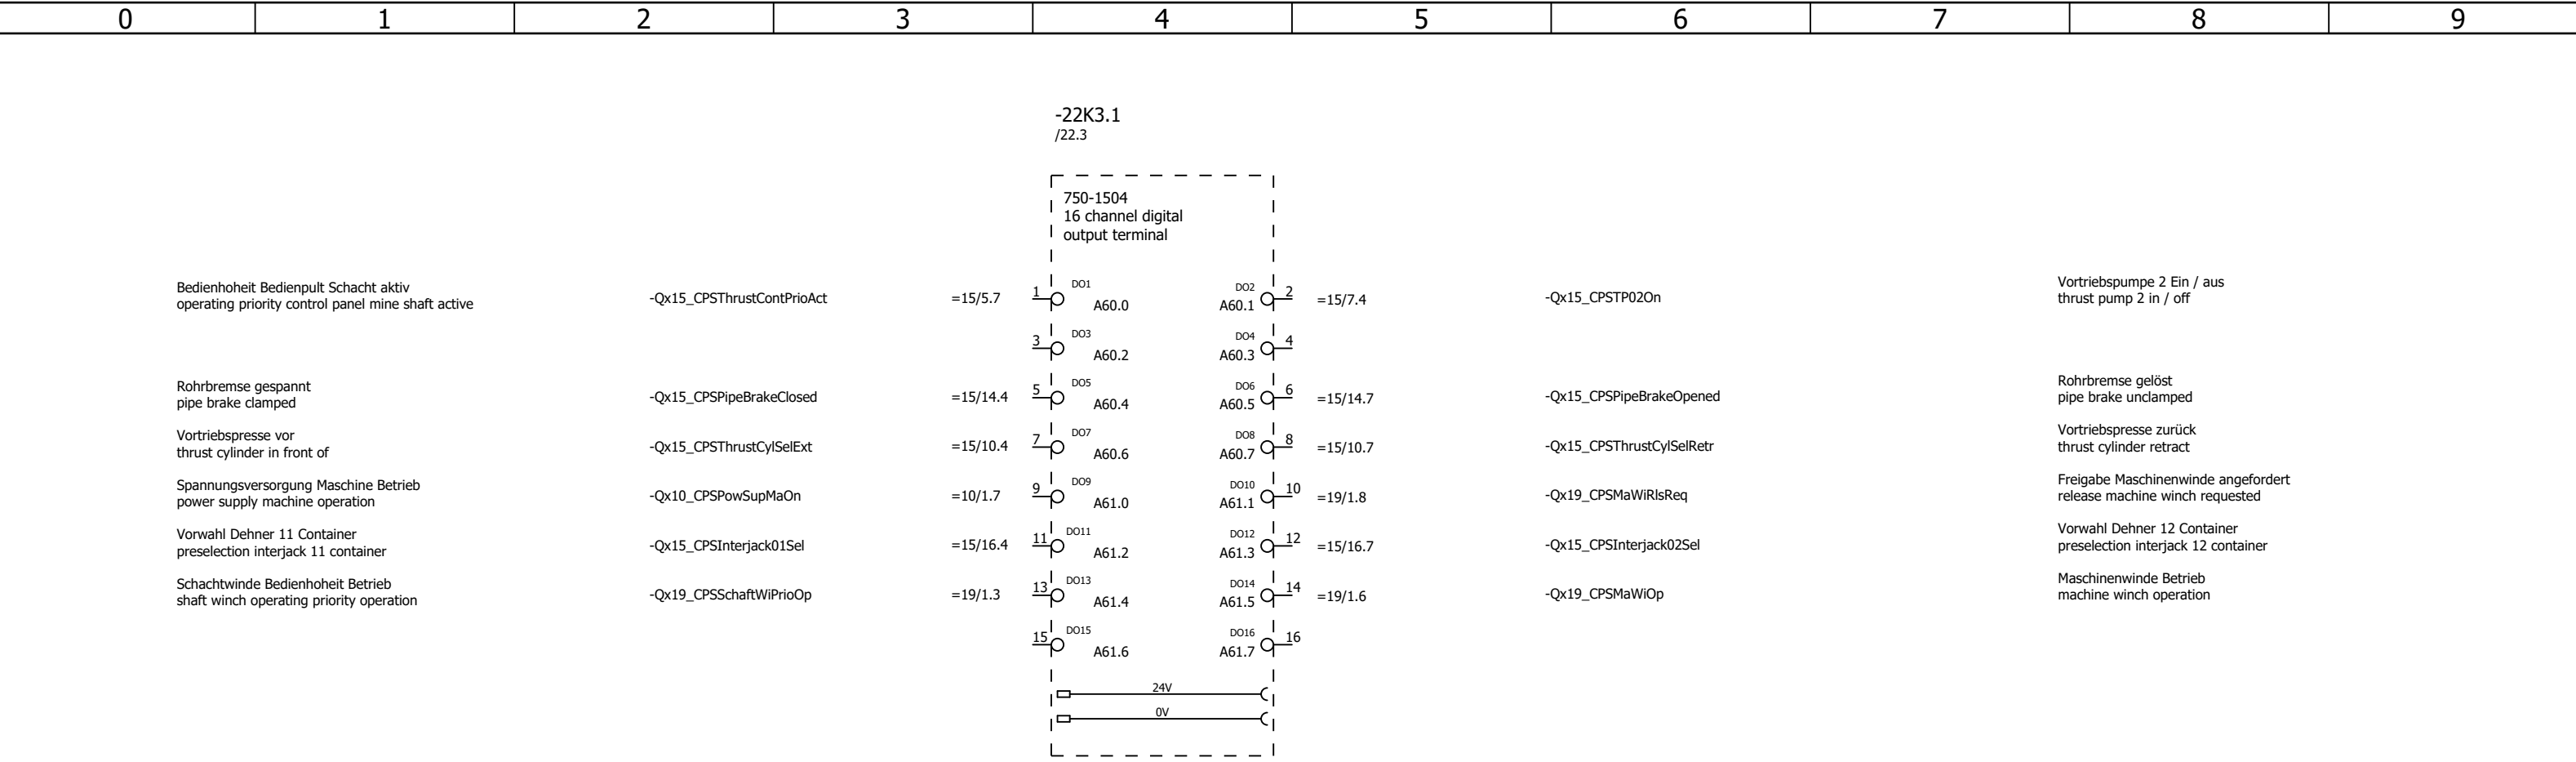 0 1 2 3 4 5 6 7 8 9
-22K3.1
/22.3
750-1504
16 channel digital
output terminal
Bedienhoheit Bedienpult Schacht aktiv
operating priority control panel mine shaft active
-Qx15_CPSThrustContPrioAct
=15/5.7
1
DO1
A60.0
DO2
A60.1
2
=15/7.4
-Qx15_CPSTP02On
Vortriebspumpe 2 Ein / aus
thrust pump 2 in / off
3
DO3
A60.2
DO4
A60.3
4
Rohrbremse gespannt
pipe brake clamped
-Qx15_CPSPipeBrakeClosed
=15/14.4
5
DO5
A60.4
DO6
A60.5
6
=15/14.7
-Qx15_CPSPipeBrakeOpened
Rohrbremse gelöst
pipe brake unclamped
Vortriebspresse vor
thrust cylinder in front of
-Qx15_CPSThrustCylSelExt
=15/10.4
7
DO7
A60.6
DO8
A60.7
8
=15/10.7
-Qx15_CPSThrustCylSelRetr
Vortriebspresse zurück
thrust cylinder retract
Spannungsversorgung Maschine Betrieb
power supply machine operation
-Qx10_CPSPowSupMaOn
=10/1.7
9
DO9
A61.0
DO10
A61.1
10
=19/1.8
-Qx19_CPSMaWiRlsReq
Freigabe Maschinenwinde angefordert
release machine winch requested
Vorwahl Dehner 11 Container
preselection interjack 11 container
-Qx15_CPSInterjack01Sel
=15/16.4
11
DO11
A61.2
DO12
A61.3
12
=15/16.7
-Qx15_CPSInterjack02Sel
Vorwahl Dehner 12 Container
preselection interjack 12 container
Schachtwinde Bedienhoheit Betrieb
shaft winch operating priority operation
-Qx19_CPSSchaftWiPrioOp
=19/1.3
13
DO13
A61.4
DO14
A61.5
14
=19/1.6
-Qx19_CPSMaWiOp
Maschinenwinde Betrieb
machine winch operation
15
DO15
A61.6
DO16
A61.7
16
24V
0V